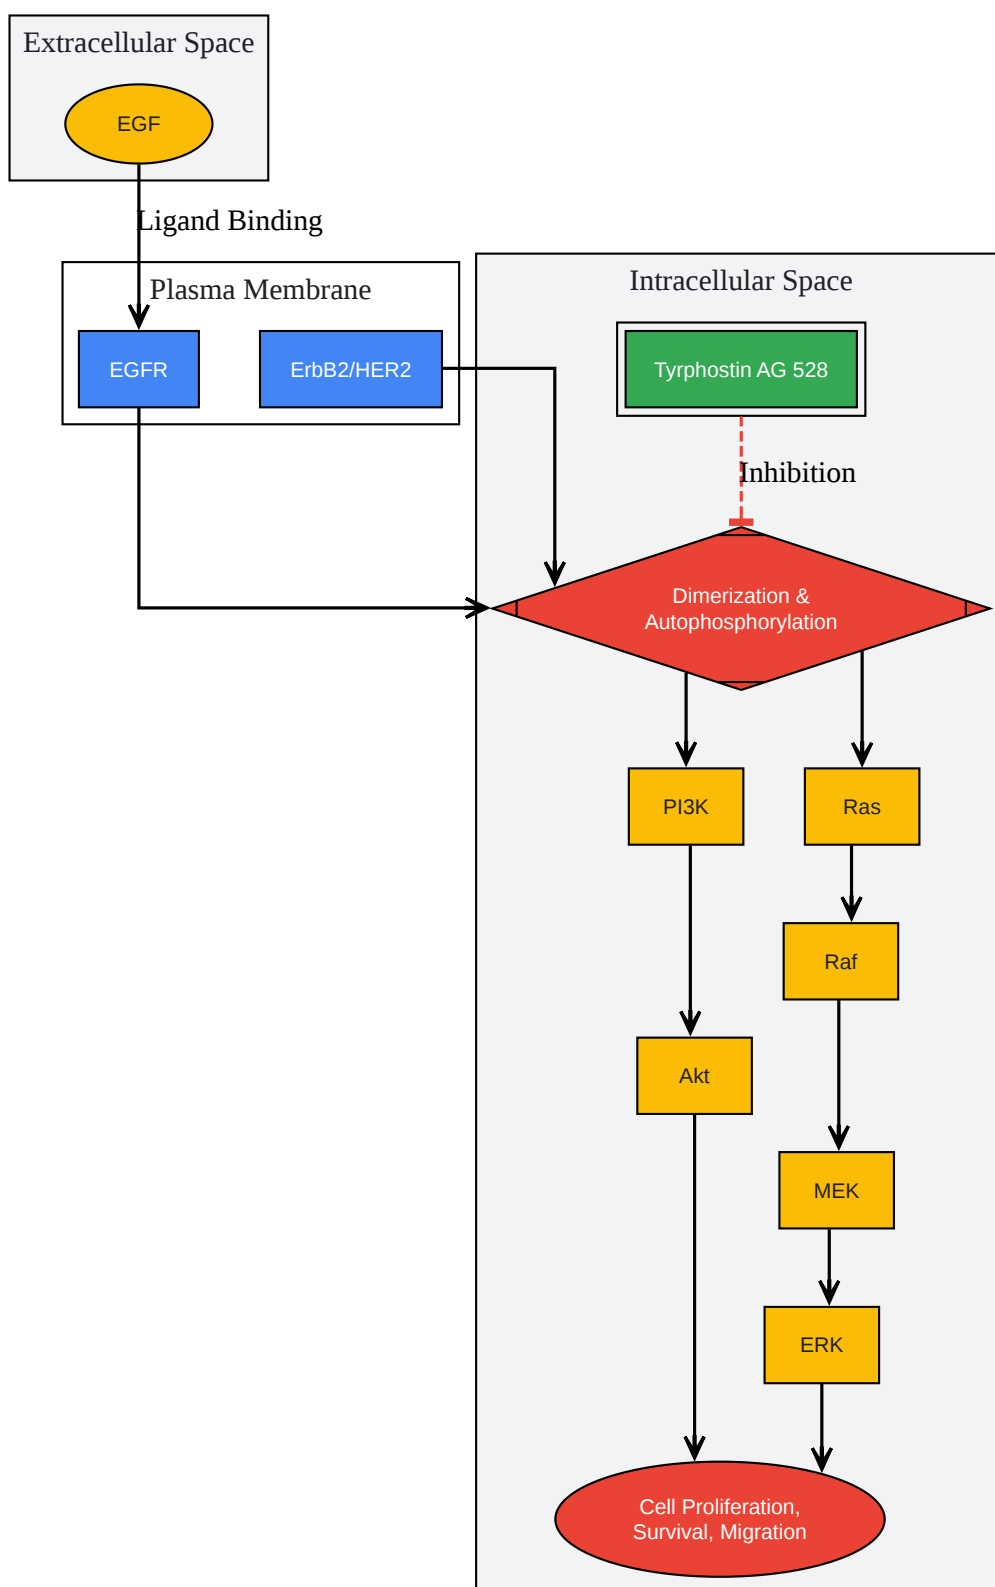 Extracellular Space
EGF
Ligand Binding
Plasma Membrane
EGFR
ErbB2/HER2
Intracellular Space
Tyrphostin AG 528
Inhibition
Dimerization &
Autophosphorylation
PI3K
Ras
Raf
Akt
MEK
ERK
Cell Proliferation,
Survival, Migration